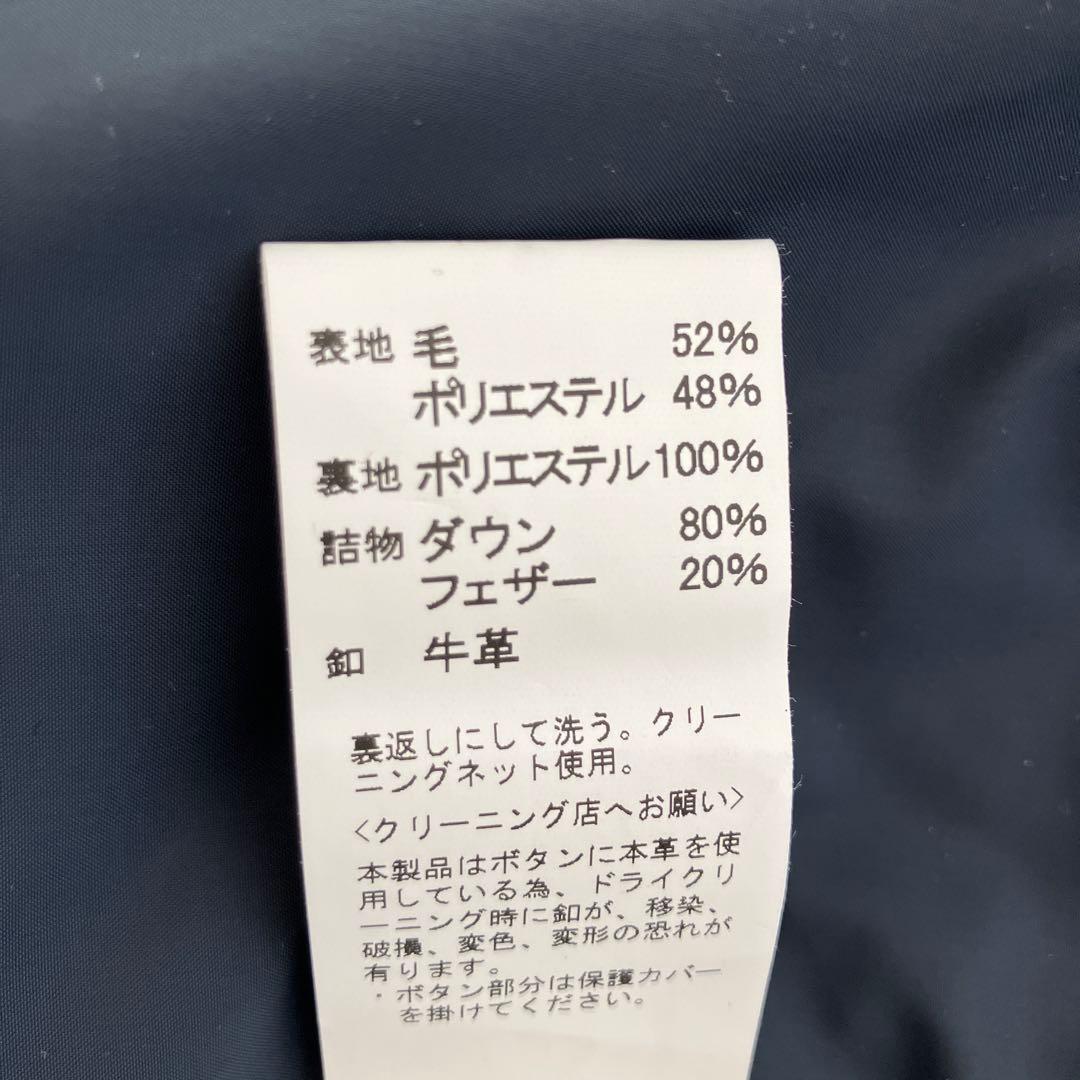 表地 毛 52%
ポリエステル 48%
裏地 ポリエステル 100%
詰物 ダウン 80%
フェザー 20%
釦 牛革
裏返しにして洗う。クリー
ニングネット使用。
<クリーニング店へお願い>
本製品はボタンに本革を使
用している為、ドライクリ
ーニング時に釦が、移染、
破損、変色、変形の恐れが
有ります。
・ボタン部分は保護カバー
を掛けてください。